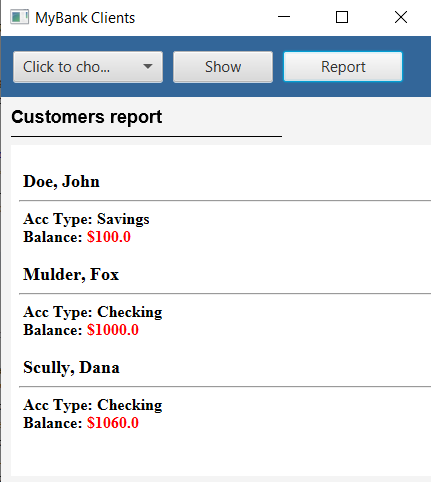 MyBank Clients
Click to cho...
Show
Report
Customers report
Doe, John
Acc Type: Savings
Balance: $100.0
Mulder, Fox
Acc Type: Checking
Balance: $1000.0
Scully, Dana
Acc Type: Checking
Balance: $1060.0